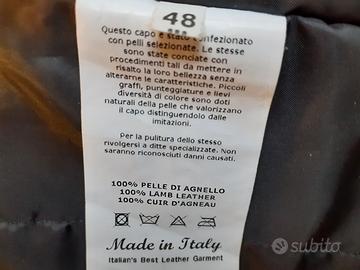 48
Questo capo è stato confezionato
con pelli selezionate. Le stesse
sono state conciate con
procedimenti tali da mettere in
risalto la loro bellezza senza
alterarne le caratteristiche. Piccoli
graffi, punteggiature e lievi
diversità di colore sono doti
naturali della pelle che valorizzano
il capo distinguendolo dalle
imitazioni.
Per la pulitura dello stesso
rivolgersi a ditte specializzate. Non
saranno riconosciuti danni causati.
100% PELLE DI AGNELLO
100% LAMB LEATHER
100% CUIR D'AGNEAU
Made in Italy
Italian's Best Leather Garment
subito